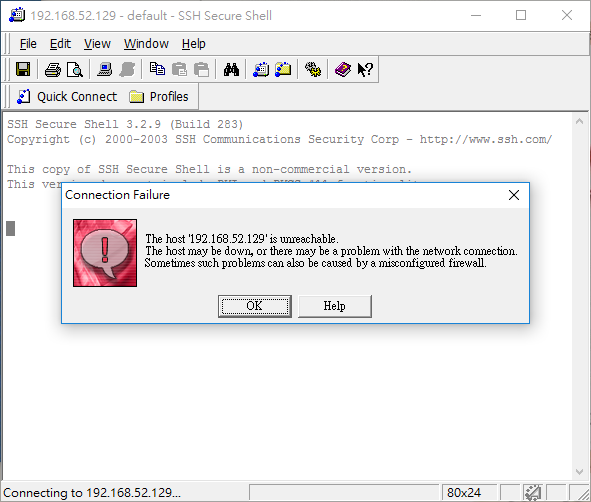 192.168.52.129 - default - SSH Secure Shell
File Edit View Window Help
Quick Connect Profiles
SSH Secure Shell 3.2.9 (Build 283)
Copyright (c) 2000-2003 SSH Communications Security Corp - http://www.ssh.com/
This copy of SSH Secure Shell is a non-commercial version.
This
Connection Failure
The host '192.168.52.129' is unreachable.
The host may be down, or there may be a problem with the network connection.
Sometimes such problems can also be caused by a misconfigured firewall.
OK Help
Connecting to 192.168.52.129... 80x24